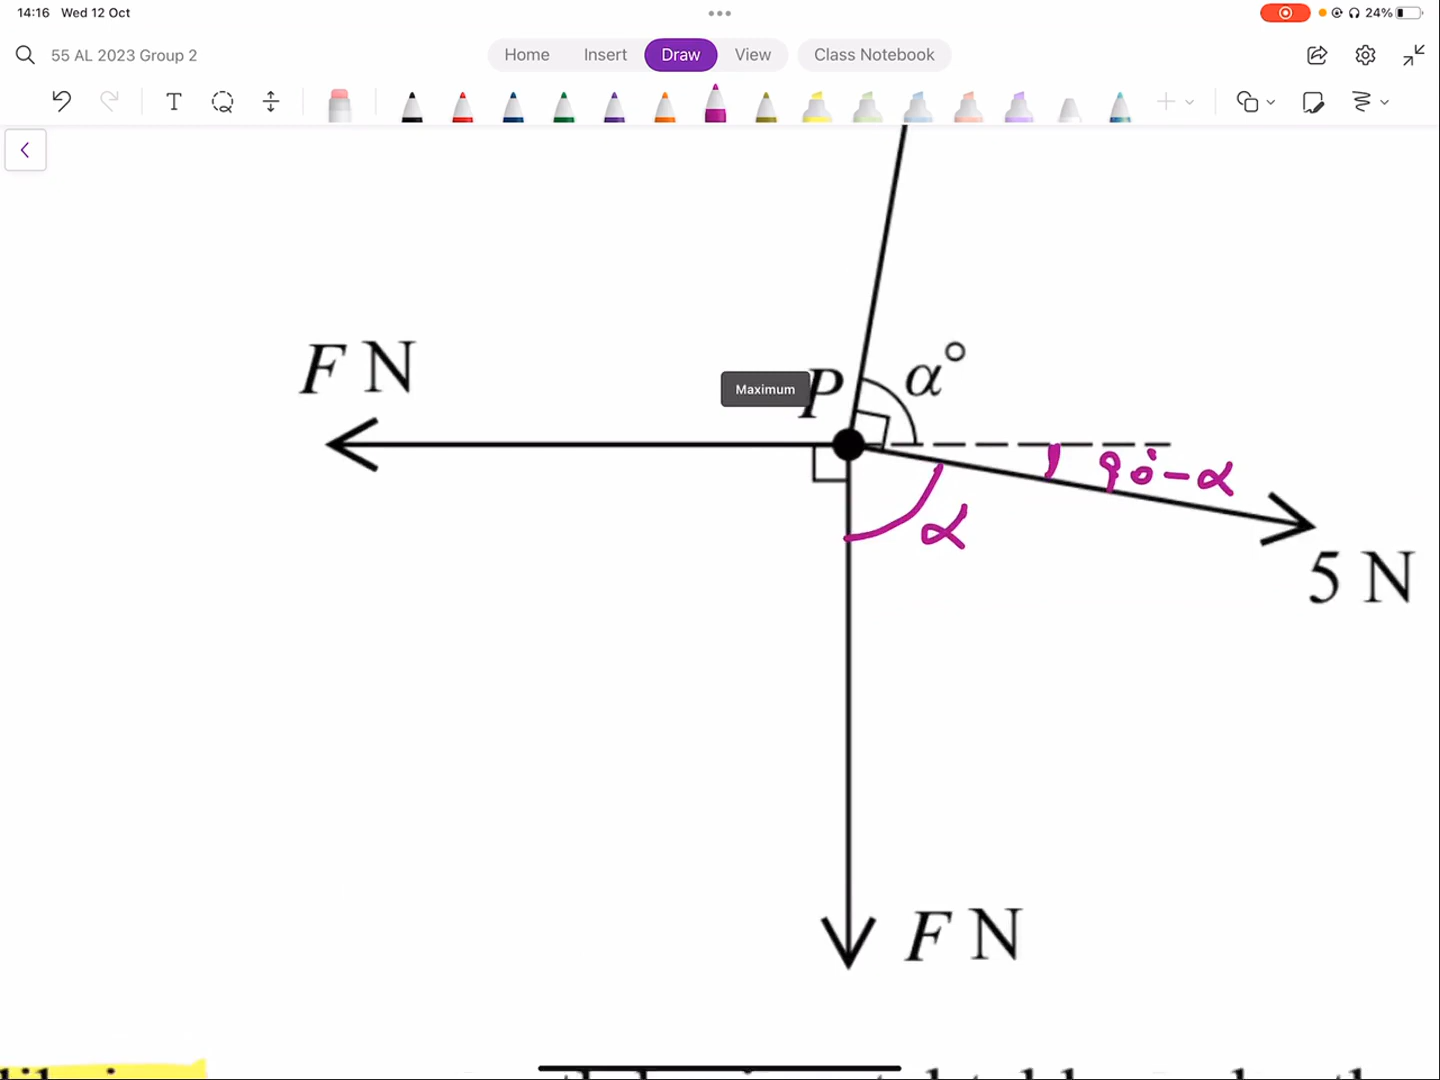 14:16 Wed 12 Oct
24%
55 AL 2023 Group 2
Home Insert Draw View Class Notebook
T
F N
Maximum
P
α°
90° - α
α
5 N
F N